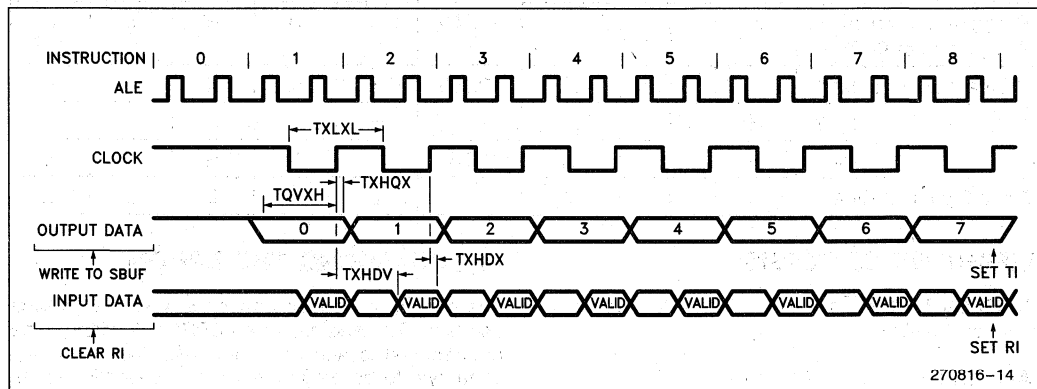 INSTRUCTION | 0 | 1 | 2 | 3 | 4 | 5 | 6 | 7 | 8 |
ALE
TXLXL
CLOCK
TXHQX
TQVXH
OUTPUT DATA 0 1 2 3 4 5 6 7
TXHDX
WRITE TO SBUF
TXHDV
SET TI
INPUT DATA VALID VALID VALID VALID VALID VALID VALID VALID
CLEAR RI
SET RI
270816-14